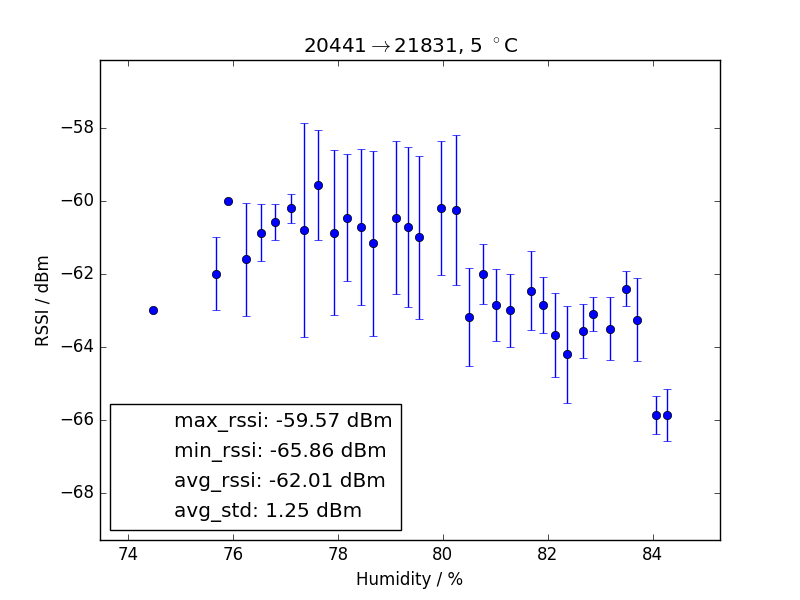 20441→21831, 5 °C
−58
−60
−62
−64
−66
−68
RSSI / dBm
max_rssi: -59.57 dBm
min_rssi: -65.86 dBm
avg_rssi: -62.01 dBm
avg_std: 1.25 dBm
74 76 78 80 82 84
Humidity / %